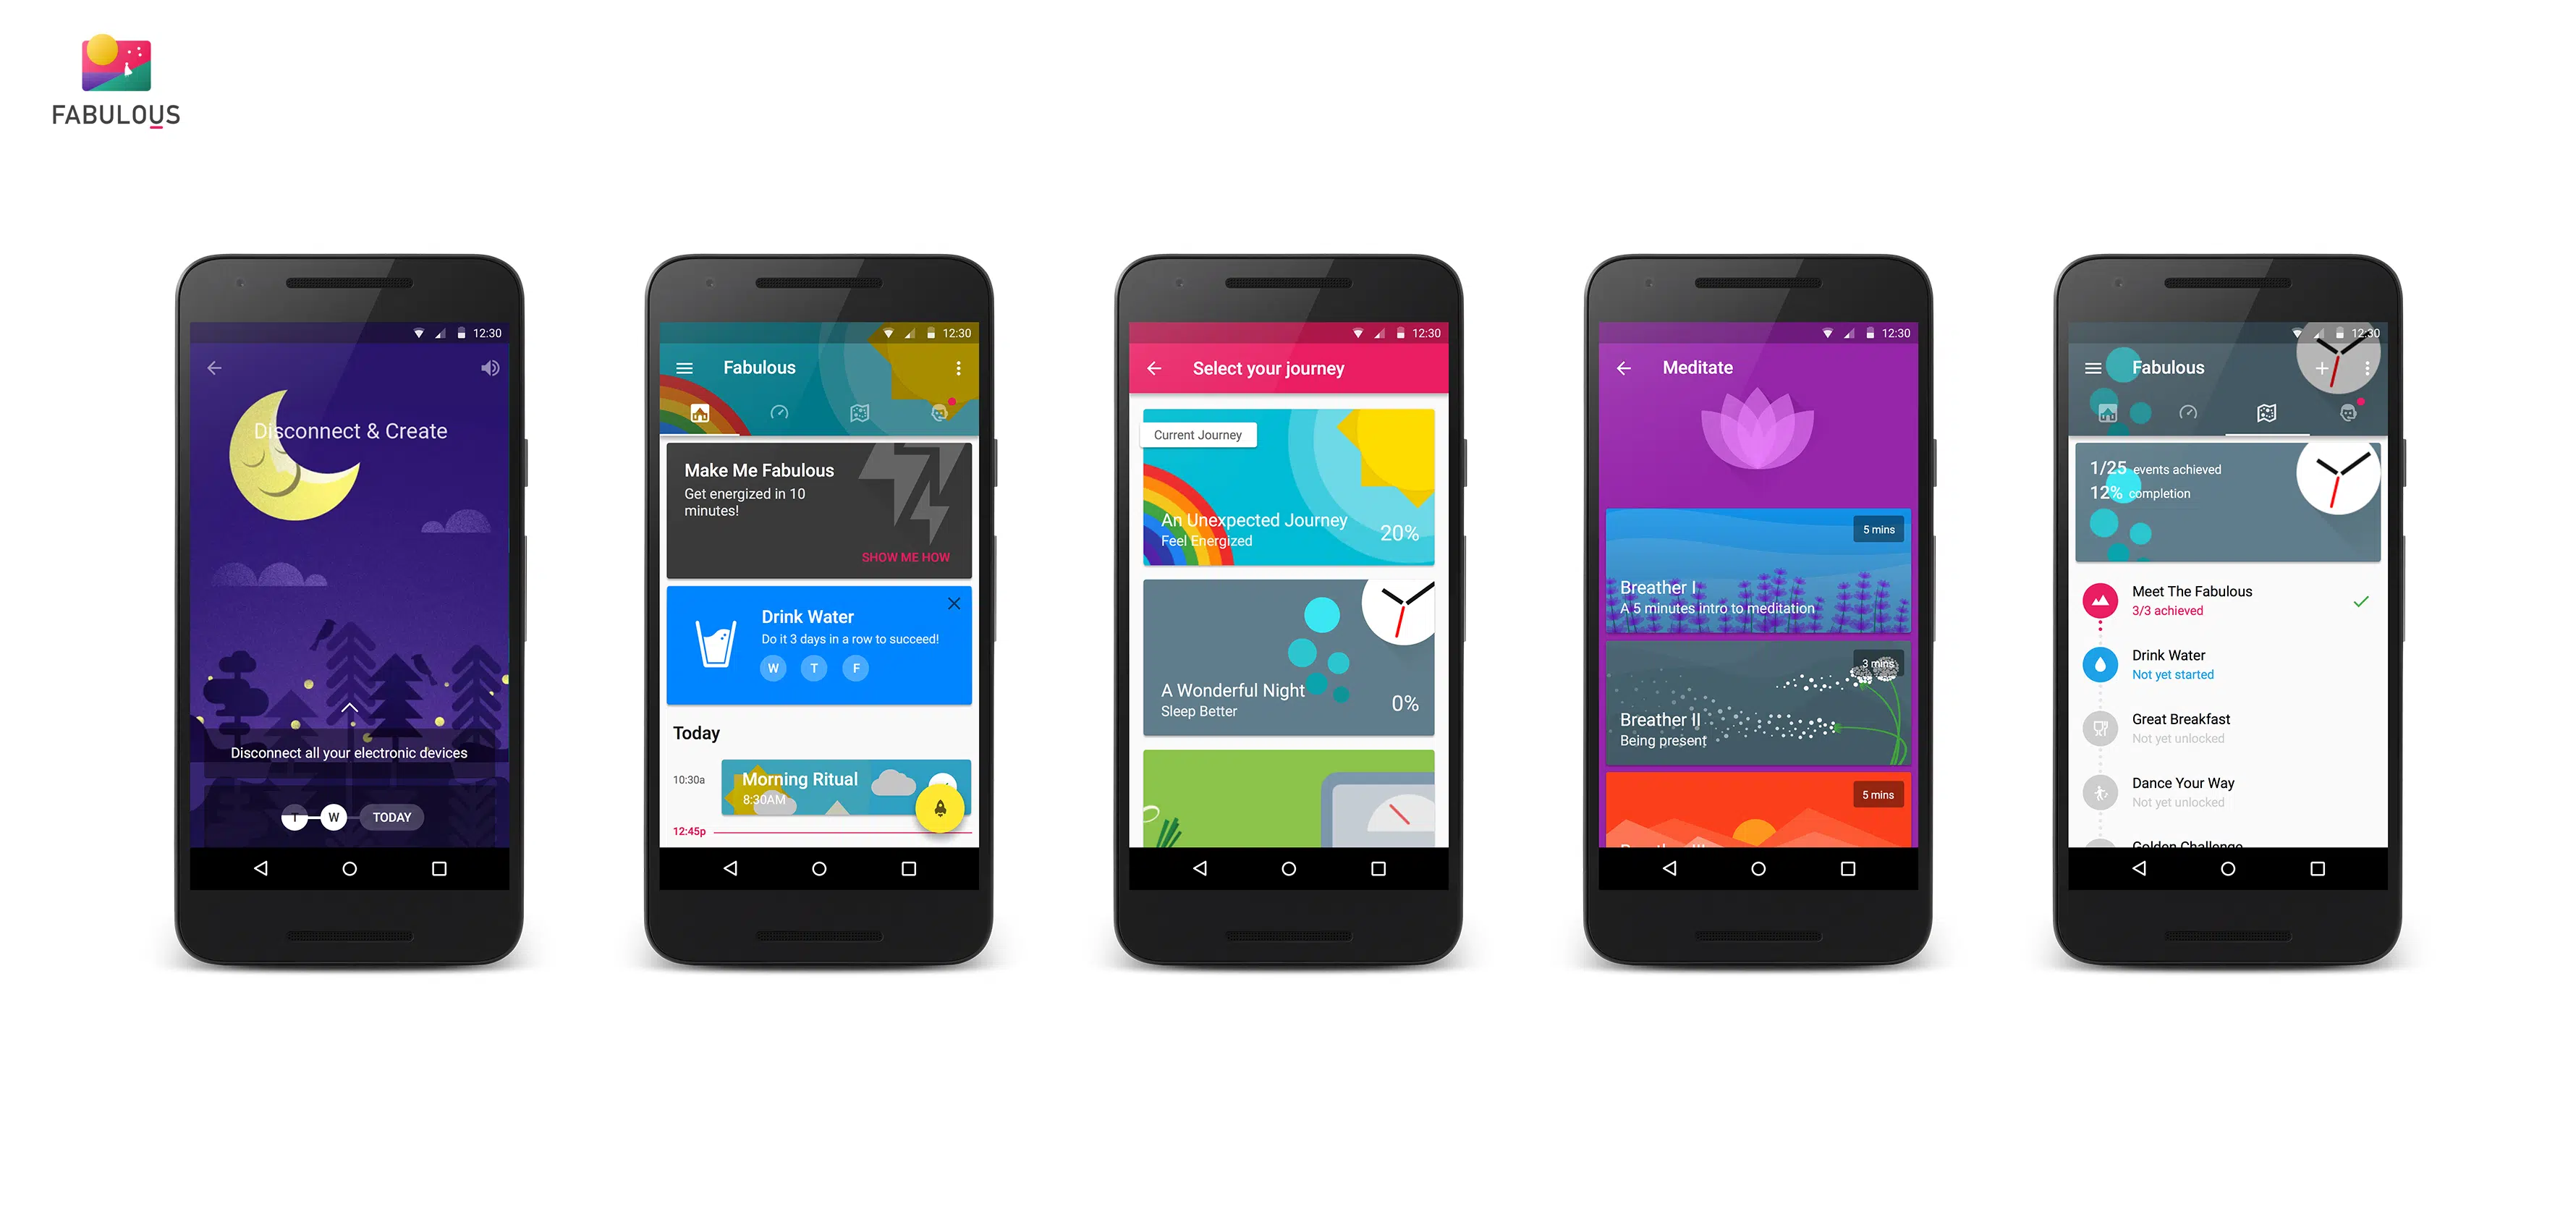 FABULOUS
12:30
Disconnect & Create
Disconnect all your electronic devices
T W TODAY
12:30
Fabulous
Make Me Fabulous
Get energized in 10
minutes!
SHOW ME HOW
Drink Water
Do it 3 days in a row to succeed!
W T F
Today
10:30a
Morning Ritual
8:30AM
12:45p
12:30
Select your journey
Current Journey
An Unexpected Journey
Feel Energized
20%
A Wonderful Night
Sleep Better
0%
12:30
Meditate
5 mins
Breather I
A 5 minutes intro to meditation
3 mins
Breather II
Being present
5 mins
12:30
Fabulous
1/25 events achieved
12% completion
Meet The Fabulous
3/3 achieved
Drink Water
Not yet started
Great Breakfast
Not yet unlocked
Dance Your Way
Not yet unlocked
Golden Challenge